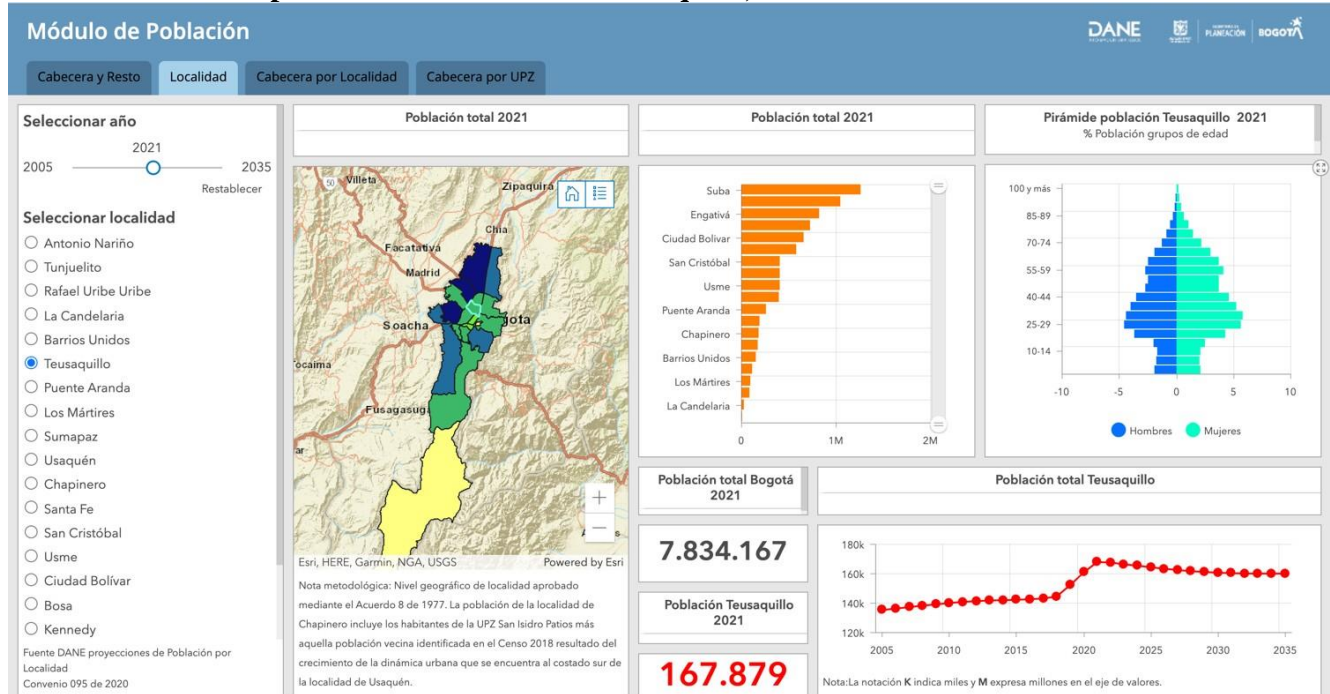 Módulo de Población
DANE
PLANEACIÓN
BOGOTÁ
Cabecera y Resto
Localidad
Cabecera por Localidad
Cabecera por UPZ
Seleccionar año
2021
2005
2035
Restablecer
Seleccionar localidad
Antonio Nariño
Tunjuelito
Rafael Uribe Uribe
La Candelaria
Barrios Unidos
Teusaquillo
Puente Aranda
Los Mártires
Sumapaz
Usaquén
Chapinero
Santa Fe
San Cristóbal
Usme
Ciudad Bolívar
Bosa
Kennedy
Fuente DANE proyecciones de Población por
Localidad
Convenio 095 de 2020
Población total 2021
50
Villeta
Zipaquirá
Chia
Facatativá
Madrid
Soacha
gota
ocaima
Fusagasug
Esri, HERE, Garmin, NGA, USGS
Powered by Esri
Nota metodológica: Nivel geográfico de localidad aprobado
mediante el Acuerdo 8 de 1977. La población de la localidad de
Chapinero incluye los habitantes de la UPZ San Isidro Patios más
aquella población vecina identificada en el Censo 2018 resultado del
crecimiento de la dinámica urbana que se encuentra al costado sur de
la localidad de Usaquén.
Población total 2021
Suba
Engativá
Ciudad Bolivar
San Cristóbal
Usme
Puente Aranda
Chapinero
Barrios Unidos
Los Mártires
La Candelaria
0 1M 2M
Pirámide población Teusaquillo 2021
% Población grupos de edad
100 y más
85-89
70-74
55-59
40-44
25-29
10-14
-10 -5 0 5 10
Hombres Mujeres
Población total Bogotá
2021
7.834.167
Población Teusaquillo
2021
167.879
Población total Teusaquillo
180k
160k
140k
120k
2005 2010 2015 2020 2025 2030 2035
Nota:La notación K indica miles y M expresa millones en el eje de valores.